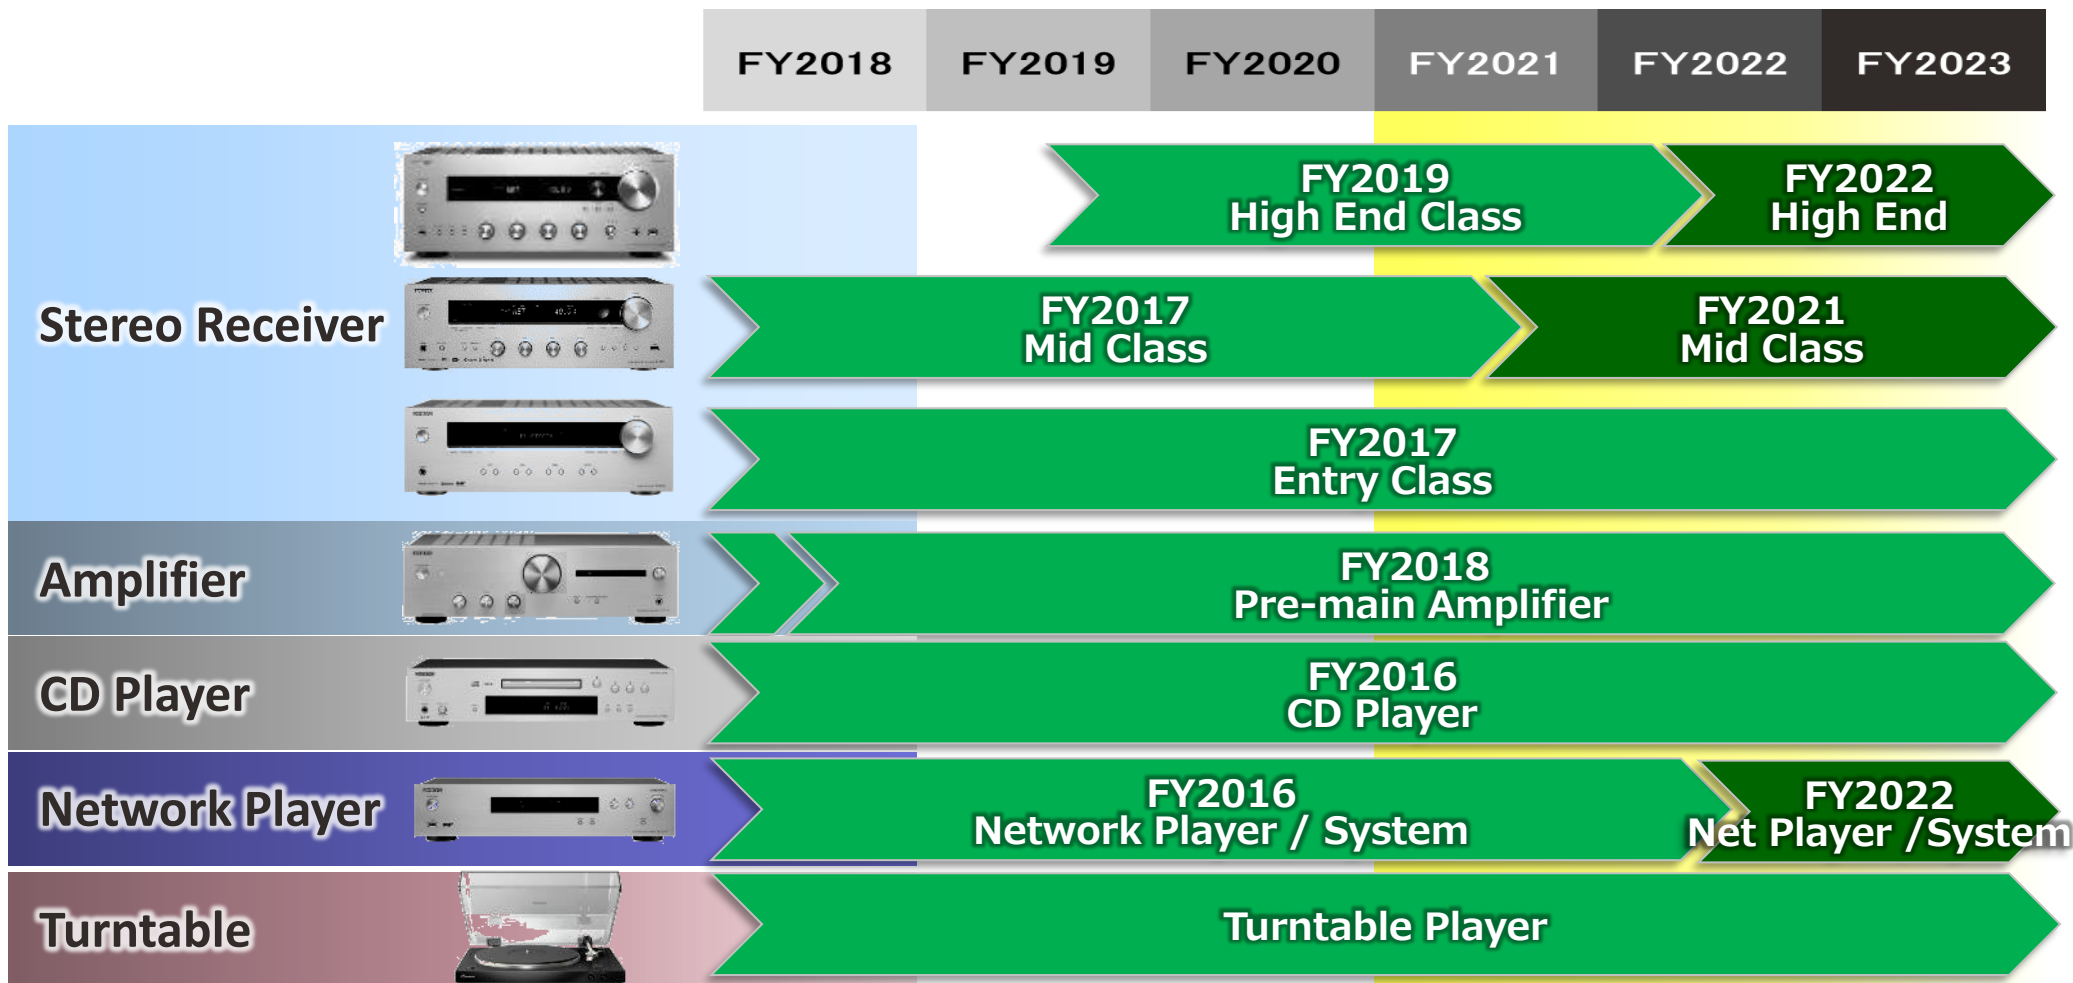 FY2018 FY2019 FY2020 FY2021 FY2022 FY2023
Stereo Receiver
FY2019
High End Class
FY2022
High End
FY2017
Mid Class
FY2021
Mid Class
FY2017
Entry Class
Amplifier
FY2018
Pre-main Amplifier
CD Player
FY2016
CD Player
Network Player
FY2016
Network Player / System
FY2022
Net Player /System
Turntable
Turntable Player